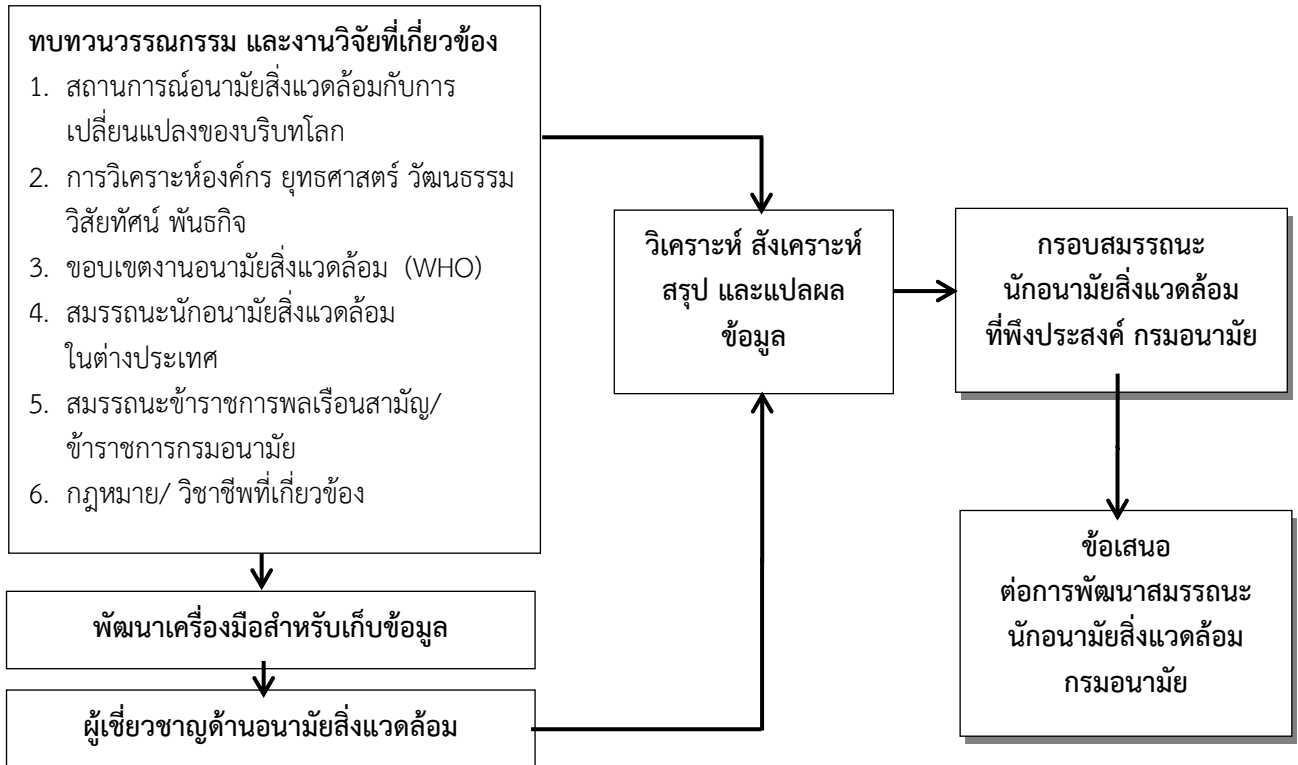 ทบทวนวรรณกรรม และงานวิจัยที่เกี่ยวข้อง
1. สถานการณ์อนามัยสิ่งแวดล้อมกับการ
เปลี่ยนแปลงของบริบทโลก
2. การวิเคราะห์องค์กร ยุทธศาสตร์ วัฒนธรรม
วิสัยทัศน์ พันธกิจ
3. ขอบเขตงานอนามัยสิ่งแวดล้อม (WHO)
4. สมรรถนะนักอนามัยสิ่งแวดล้อม
ในต่างประเทศ
5. สมรรถนะข้าราชการพลเรือนสามัญ/
ข้าราชการกรมอนามัย
6. กฎหมาย/ วิชาชีพที่เกี่ยวข้อง
พัฒนาเครื่องมือสำหรับเก็บข้อมูล
ผู้เชี่ยวชาญด้านอนามัยสิ่งแวดล้อม
วิเคราะห์ สังเคราะห์
สรุป และแปลผล
ข้อมูล
กรอบสมรรถนะ
นักอนามัยสิ่งแวดล้อม
ที่พึงประสงค์ กรมอนามัย
ข้อเสนอ
ต่อการพัฒนาสมรรถนะ
นักอนามัยสิ่งแวดล้อม
กรมอนามัย